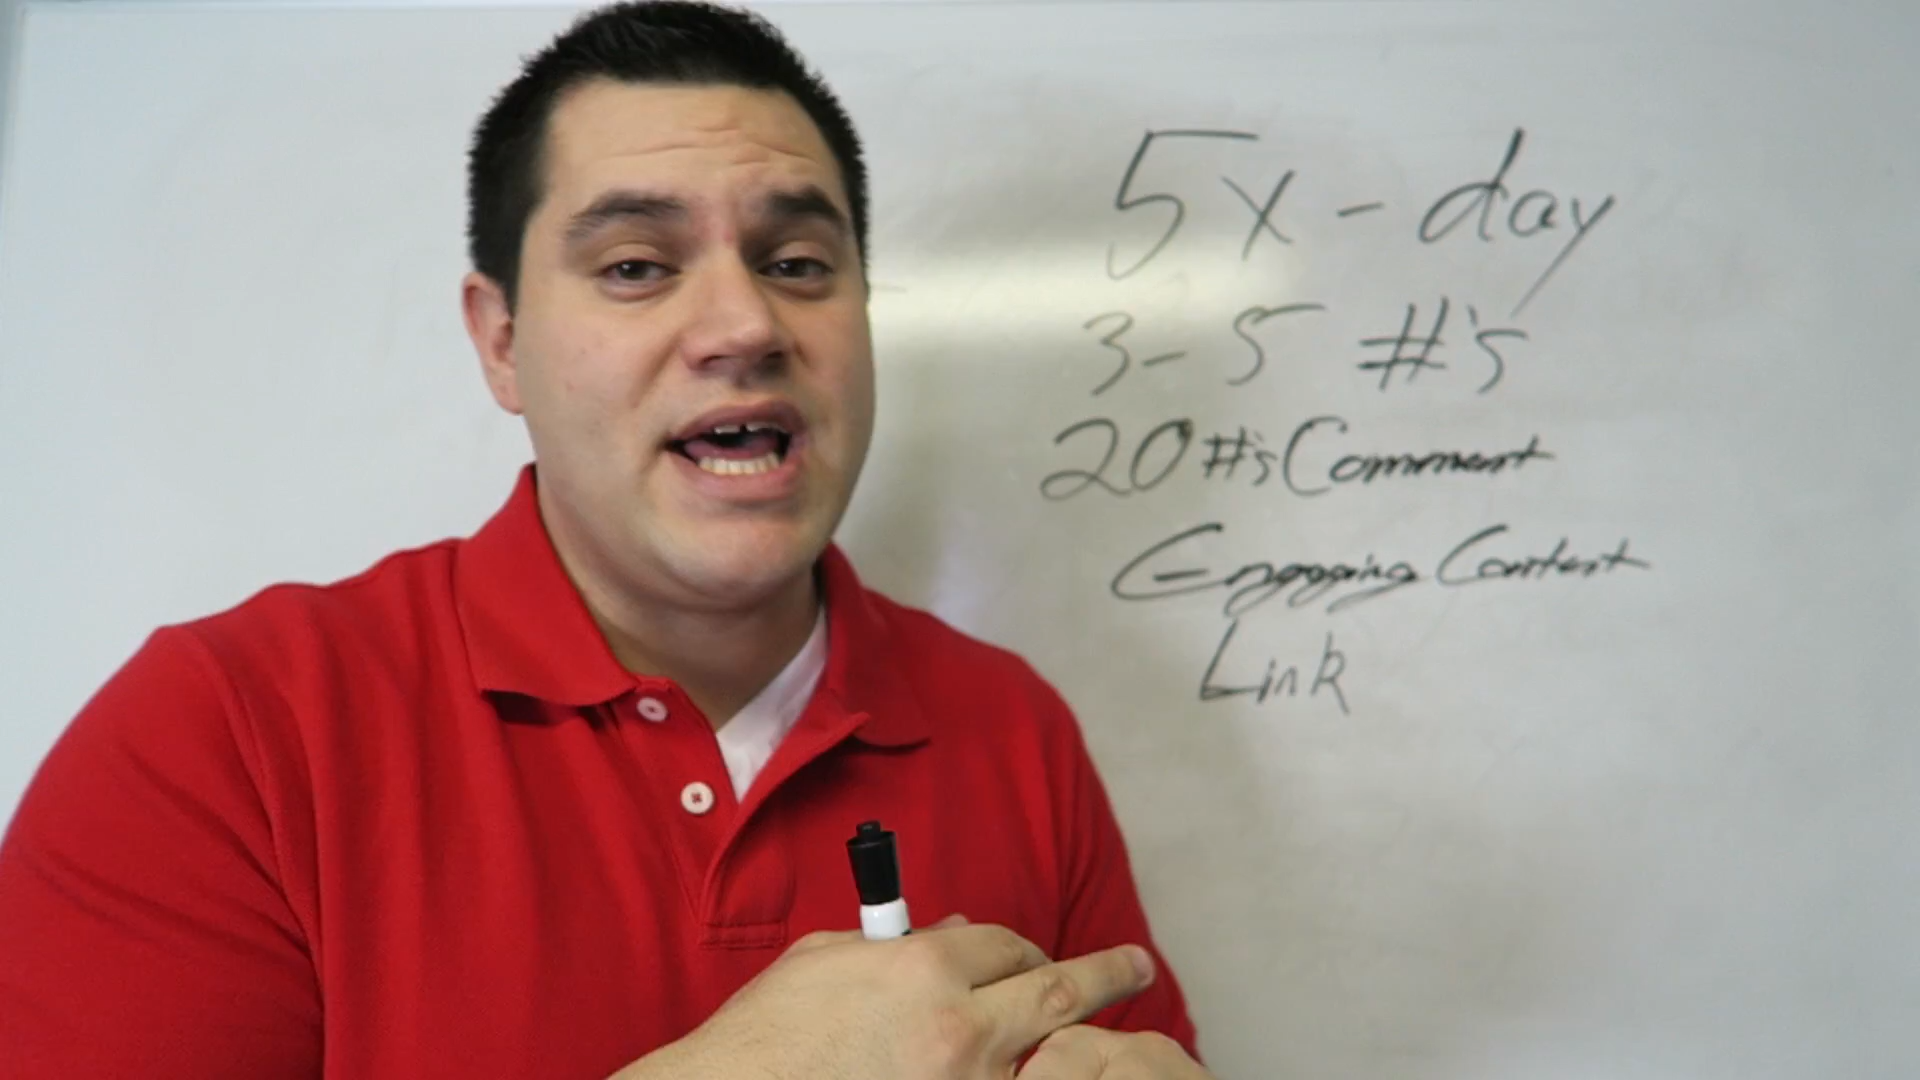 5x - day
3-5 #'s
20 #'s Comment
Engaging Content
Link